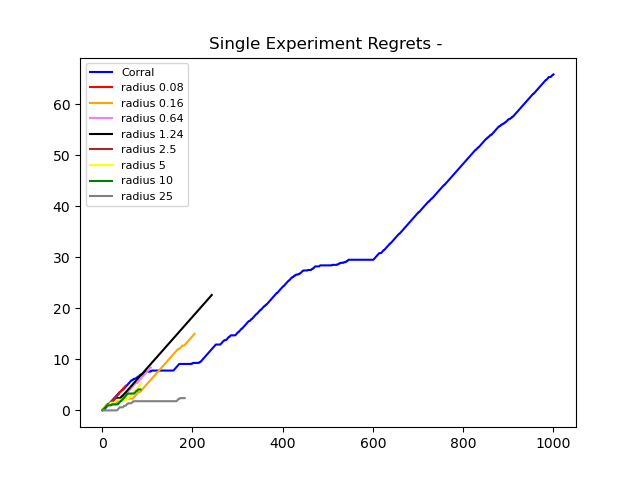 Single Experiment Regrets -
Corral
radius 0.08
radius 0.16
radius 0.64
radius 1.24
radius 2.5
radius 5
radius 10
radius 25
60
50
40
30
20
10
0
0 200 400 600 800 1000